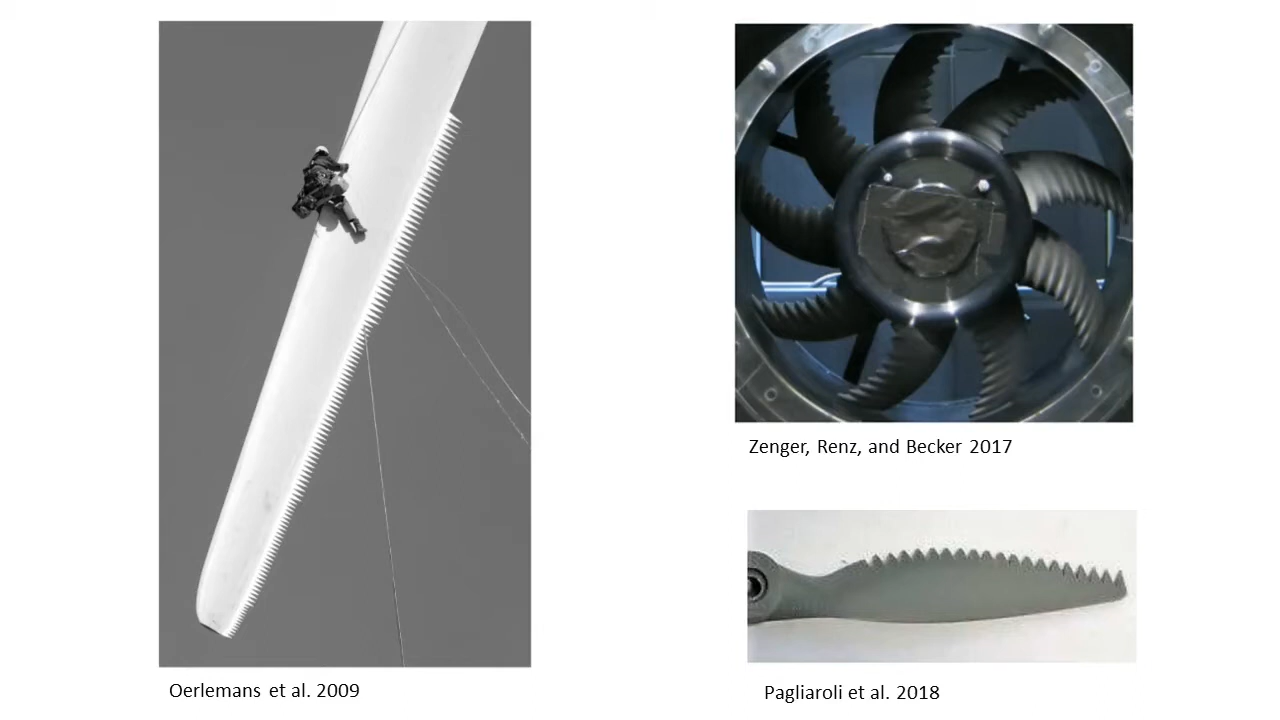 Oerlemans et al. 2009
Zenger, Renz, and Becker 2017
Pagliaroli et al. 2018